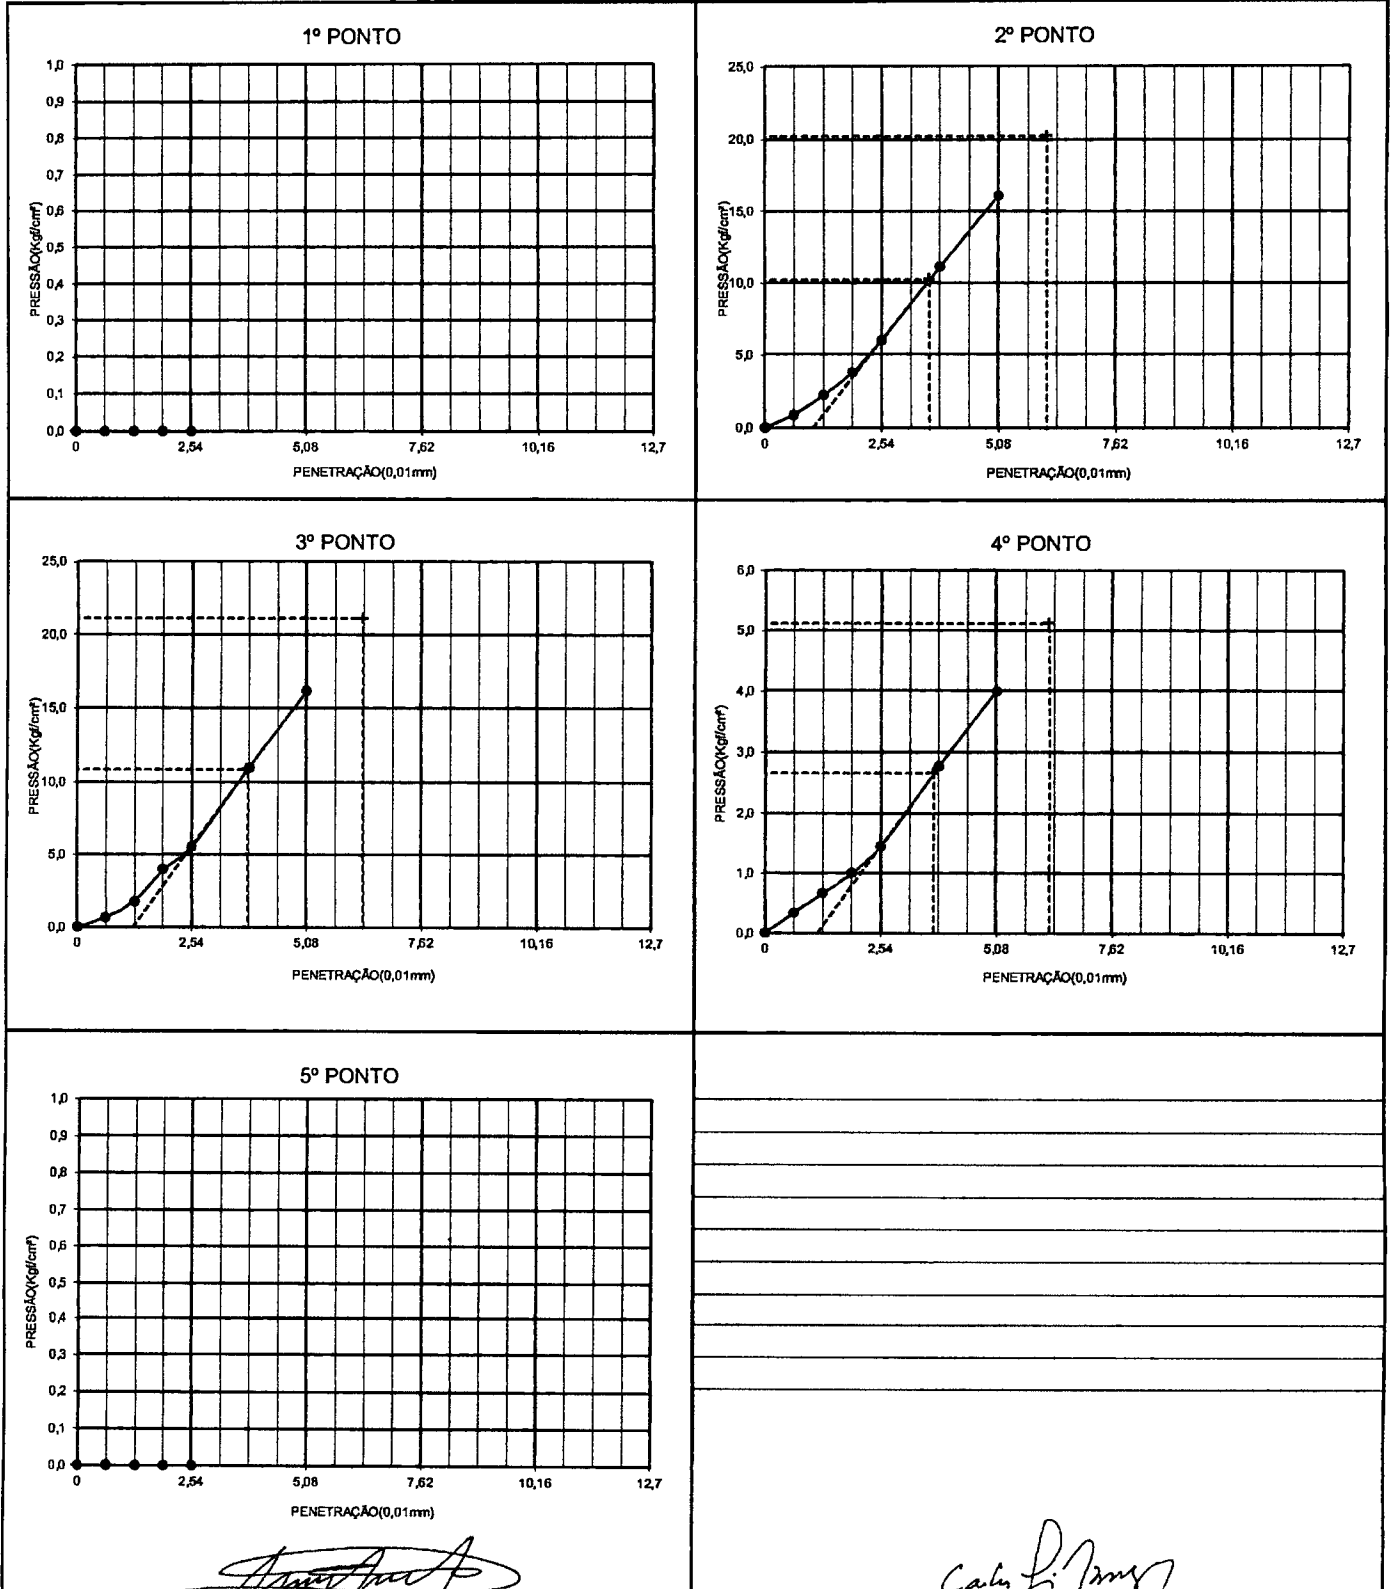 1º PONTO
PRESSÃO(Kgf/cm²)
1,0
0,9
0,8
0,7
0,6
0,5
0,4
0,3
0,2
0,1
0,0
0 2,54 5,08 7,62 10,16 12,7
PENETRAÇÃO(0,01mm)
2º PONTO
PRESSÃO(Kgf/cm²)
25,0
20,0
15,0
10,0
5,0
0,0
0 2,54 5,08 7,62 10,16 12,7
PENETRAÇÃO(0,01mm)
3º PONTO
PRESSÃO(Kgf/cm²)
25,0
20,0
15,0
10,0
5,0
0,0
0 2,54 5,08 7,62 10,16 12,7
PENETRAÇÃO(0,01mm)
4º PONTO
PRESSÃO(Kgf/cm²)
6,0
5,0
4,0
3,0
2,0
1,0
0,0
0 2,54 5,08 7,62 10,16 12,7
PENETRAÇÃO(0,01mm)
5º PONTO
PRESSÃO(Kgf/cm²)
1,0
0,9
0,8
0,7
0,6
0,5
0,4
0,3
0,2
0,1
0,0
0 2,54 5,08 7,62 10,16 12,7
PENETRAÇÃO(0,01mm)